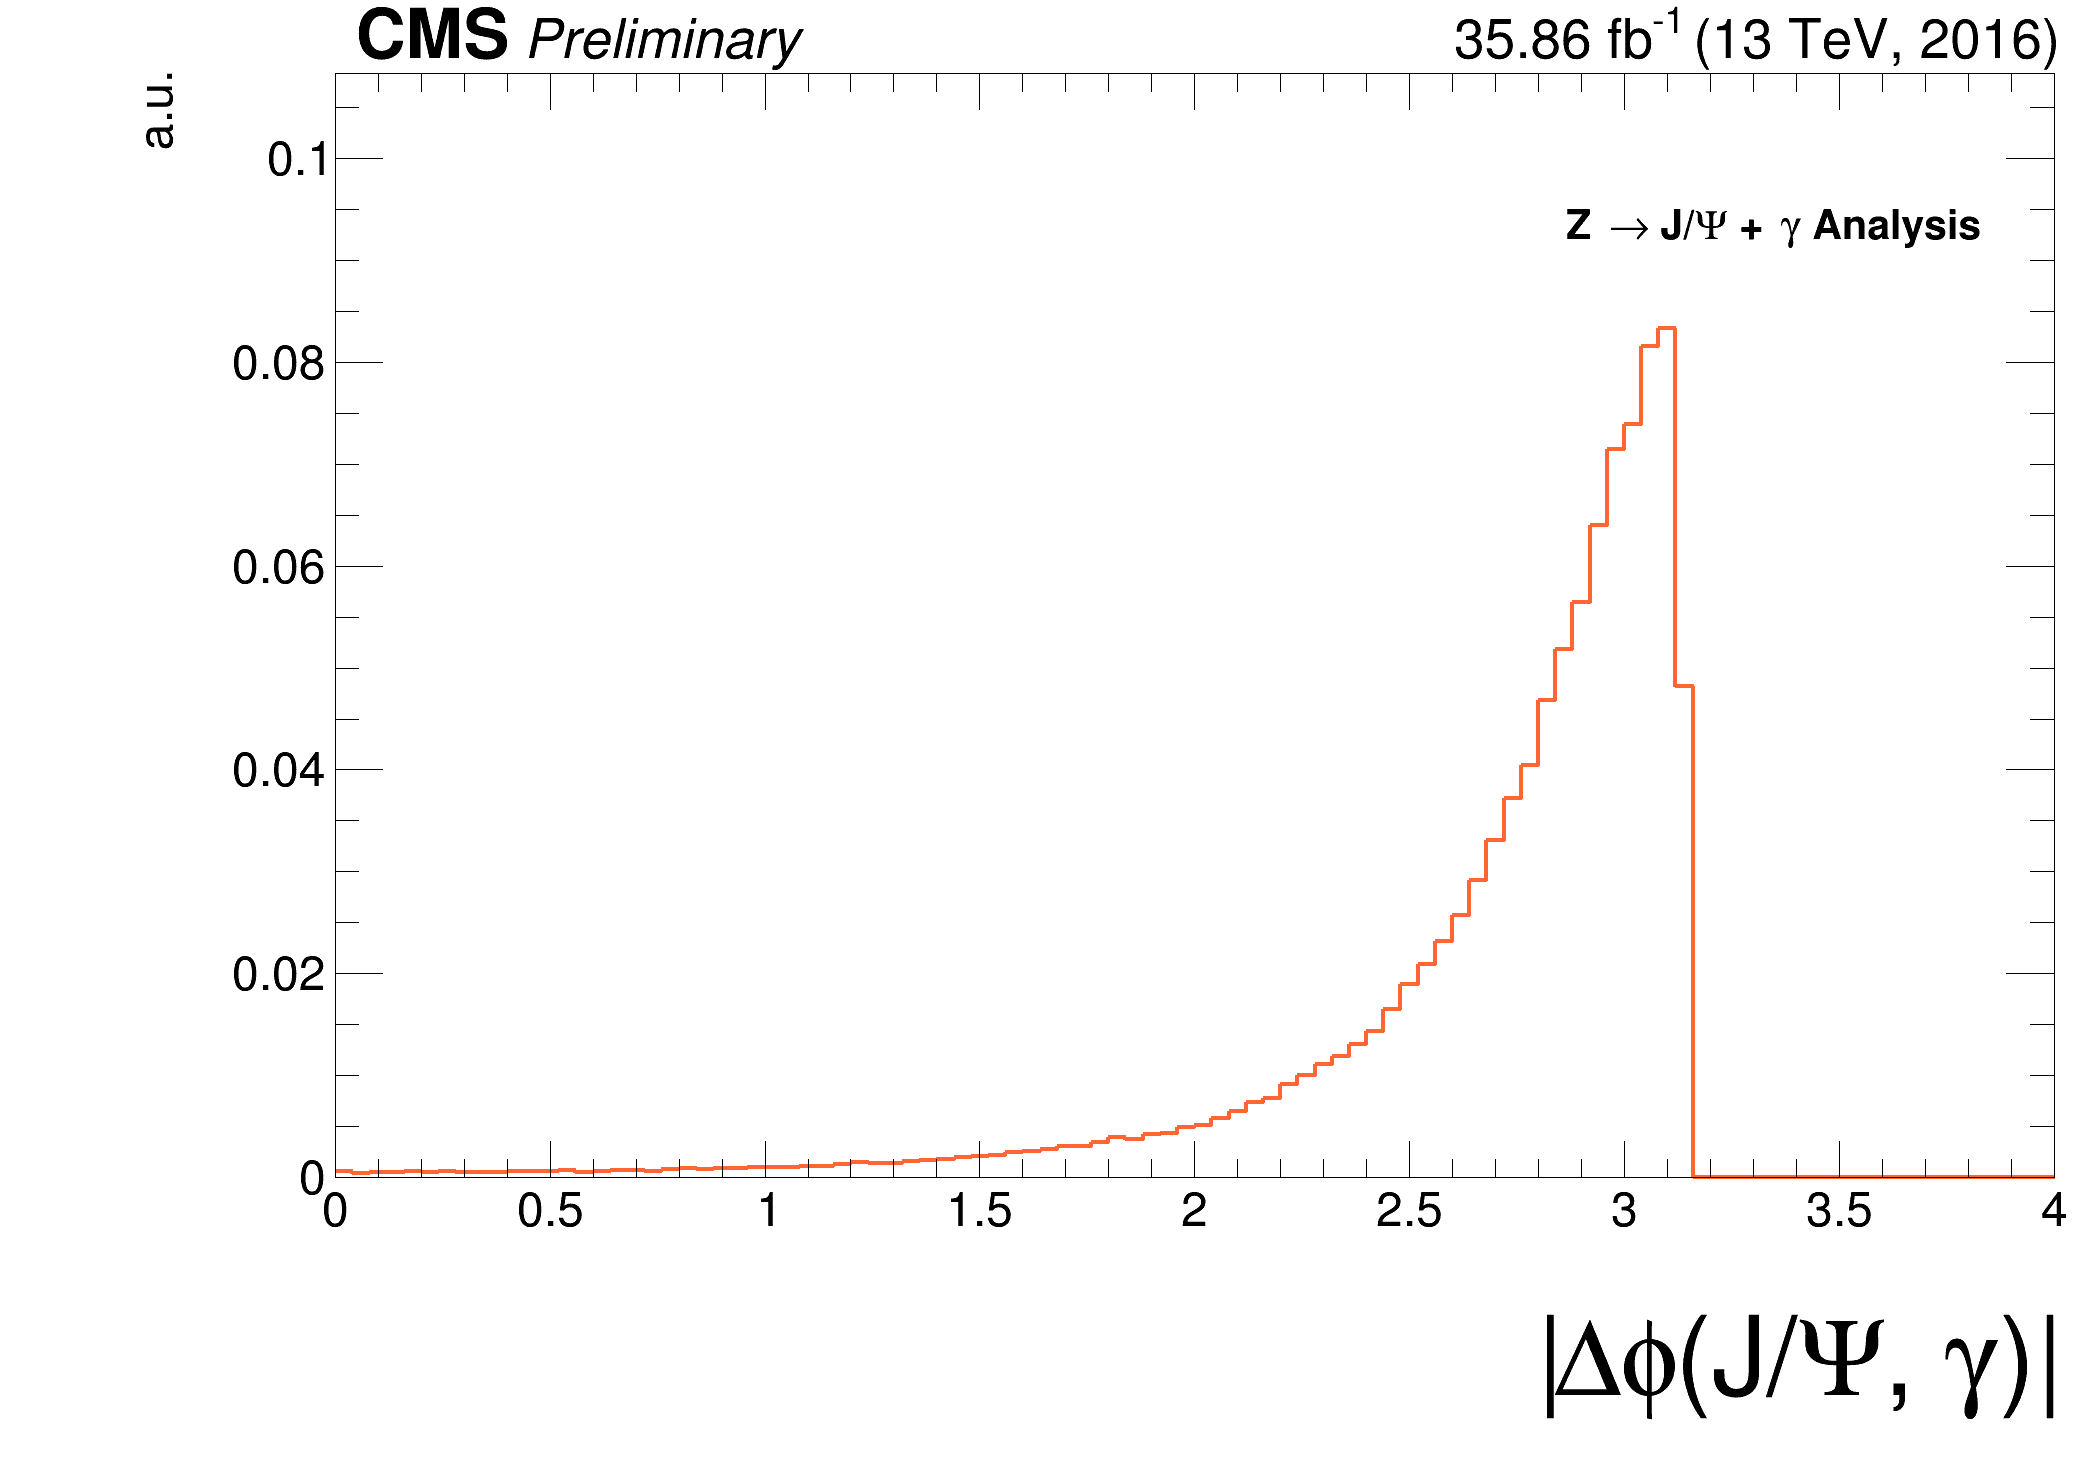 CMS Preliminary 35.86 fb⁻¹ (13 TeV, 2016)
a.u.
0.1
Z → J/Ψ + γ Analysis
0.08
0.06
0.04
0.02
0
0 0.5 1 1.5 2 2.5 3 3.5 4
|Δϕ(J/Ψ, γ)|